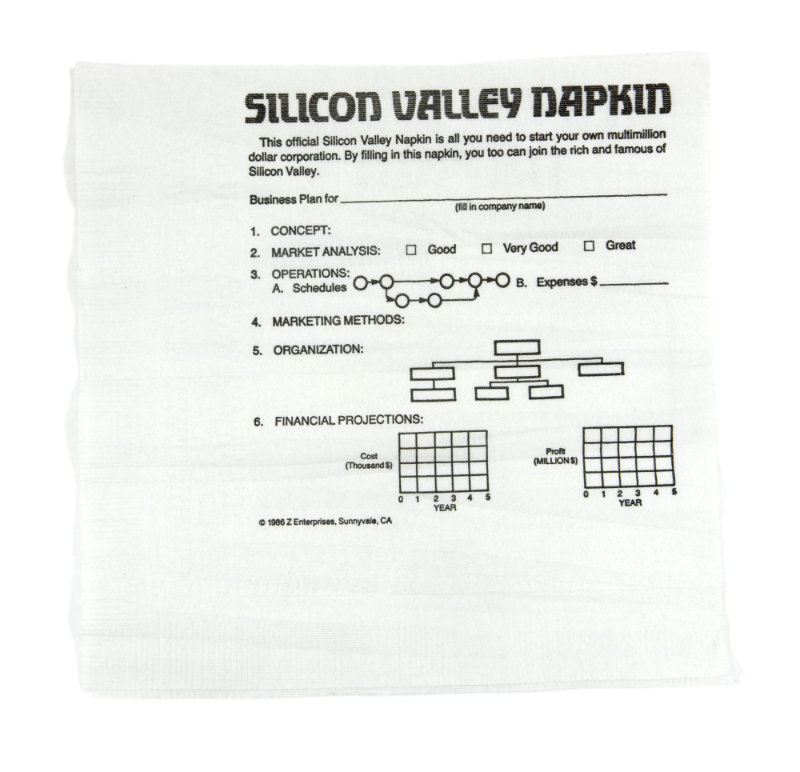 SILICON VALLEY NAPKIN
This official Silicon Valley Napkin is all you need to start your own multimillion
dollar corporation. By filling in this napkin, you too can join the rich and famous of
Silicon Valley.
Business Plan for
(fill in company name)
1. CONCEPT:
2. MARKET ANALYSIS: ☐ Good ☐ Very Good ☐ Great
3. OPERATIONS:
A. Schedules B. Expenses $
4. MARKETING METHODS:
5. ORGANIZATION:
6. FINANCIAL PROJECTIONS:
Cost
(Thousand $)
0 1 2 3 4 5
YEAR
Profit
(MILLION $)
0 1 2 3 4 5
YEAR
© 1986 Z Enterprises, Sunnyvale, CA